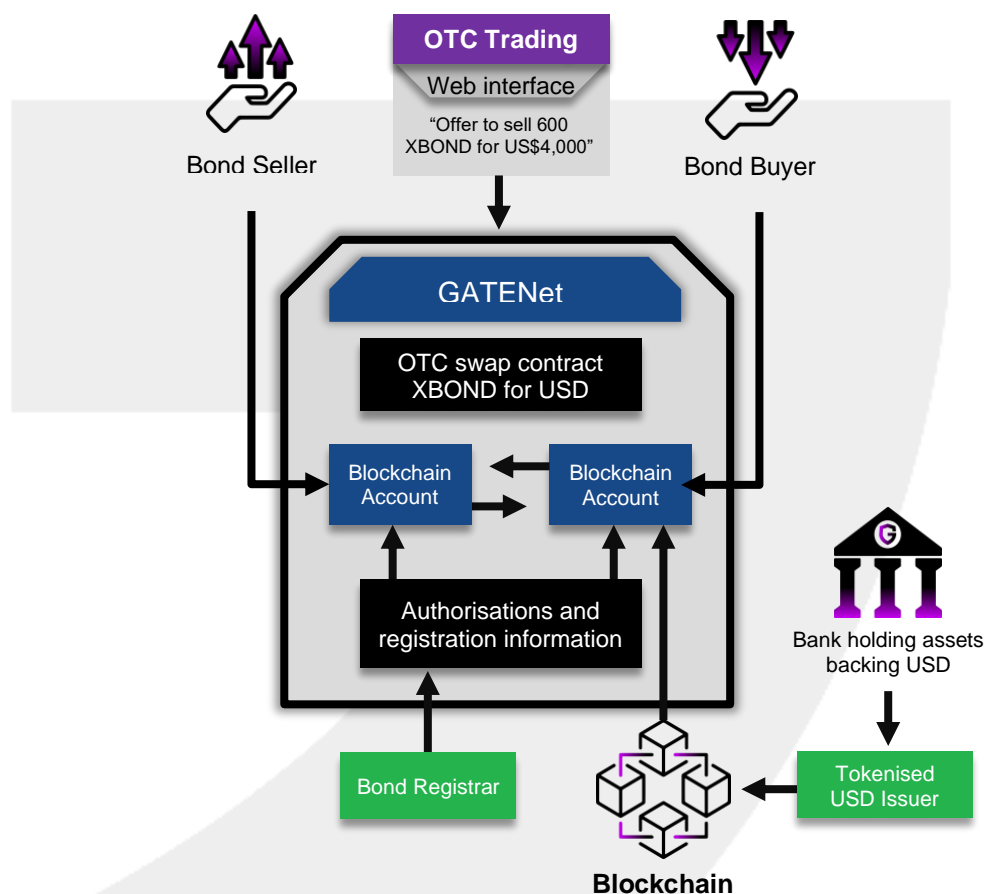 OTC Trading
Web interface
“Offer to sell 600
XBOND for US$4,000”
Bond Seller
Bond Buyer
GATENet
OTC swap contract
XBOND for USD
Blockchain
Account
Blockchain
Account
Authorisations and
registration information
G
Bank holding assets
backing USD
Bond Registrar
Tokenised
USD Issuer
Blockchain